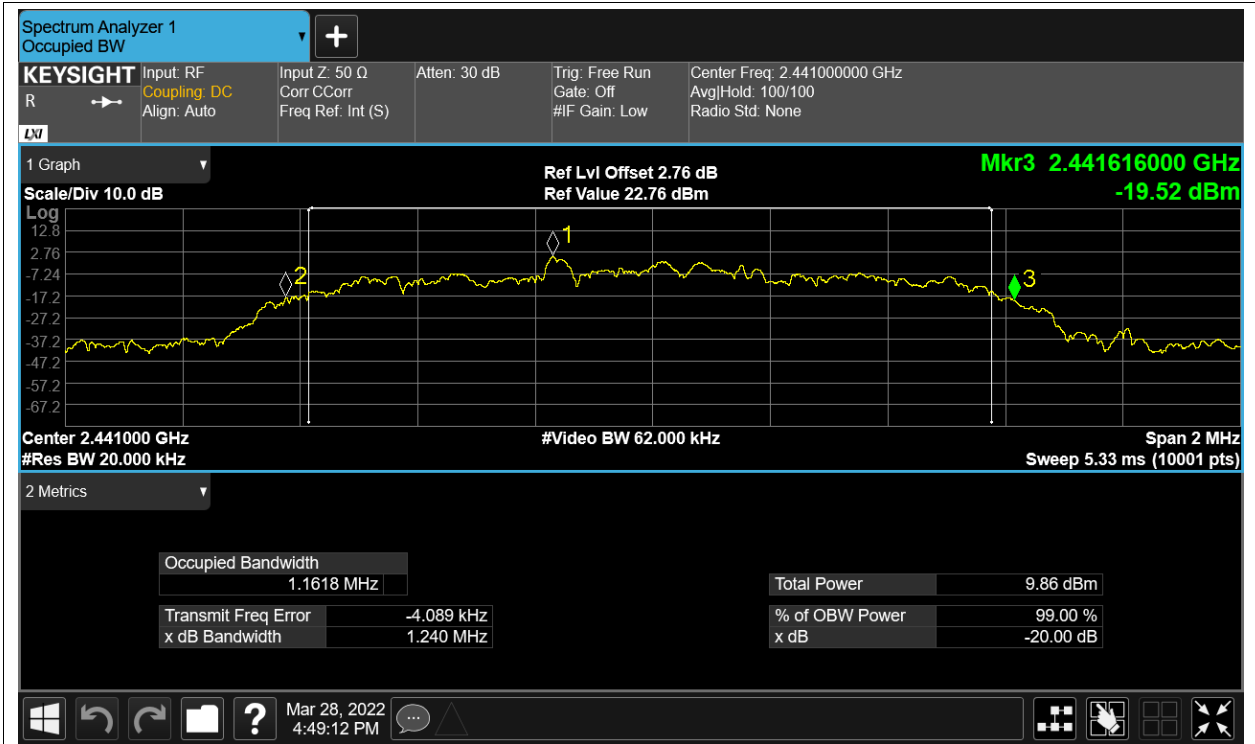 Spectrum Analyzer 1
Occupied BW
KEYSIGHT
R
LXI
Input: RF
Coupling: DC
Align: Auto
Input Z: 50 Ω
Corr CCorr
Freq Ref: Int (S)
Atten: 30 dB
Trig: Free Run
Gate: Off
#IF Gain: Low
Center Freq: 2.441000000 GHz
Avg|Hold: 100/100
Radio Std: None
1 Graph
Scale/Div 10.0 dB
Ref Lvl Offset 2.76 dB
Ref Value 22.76 dBm
Mkr3 2.441616000 GHz
-19.52 dBm
Log
12.8
2.76
-7.24
-17.2
-27.2
-37.2
-47.2
-57.2
-67.2
1
2
3
Center 2.441000 GHz
#Video BW 62.000 kHz
Span 2 MHz
#Res BW 20.000 kHz
Sweep 5.33 ms (10001 pts)
2 Metrics
Occupied Bandwidth
1.1618 MHz
Transmit Freq Error -4.089 kHz
x dB Bandwidth 1.240 MHz
Total Power 9.86 dBm
% of OBW Power 99.00 %
x dB -20.00 dB
?
Mar 28, 2022
4:49:12 PM